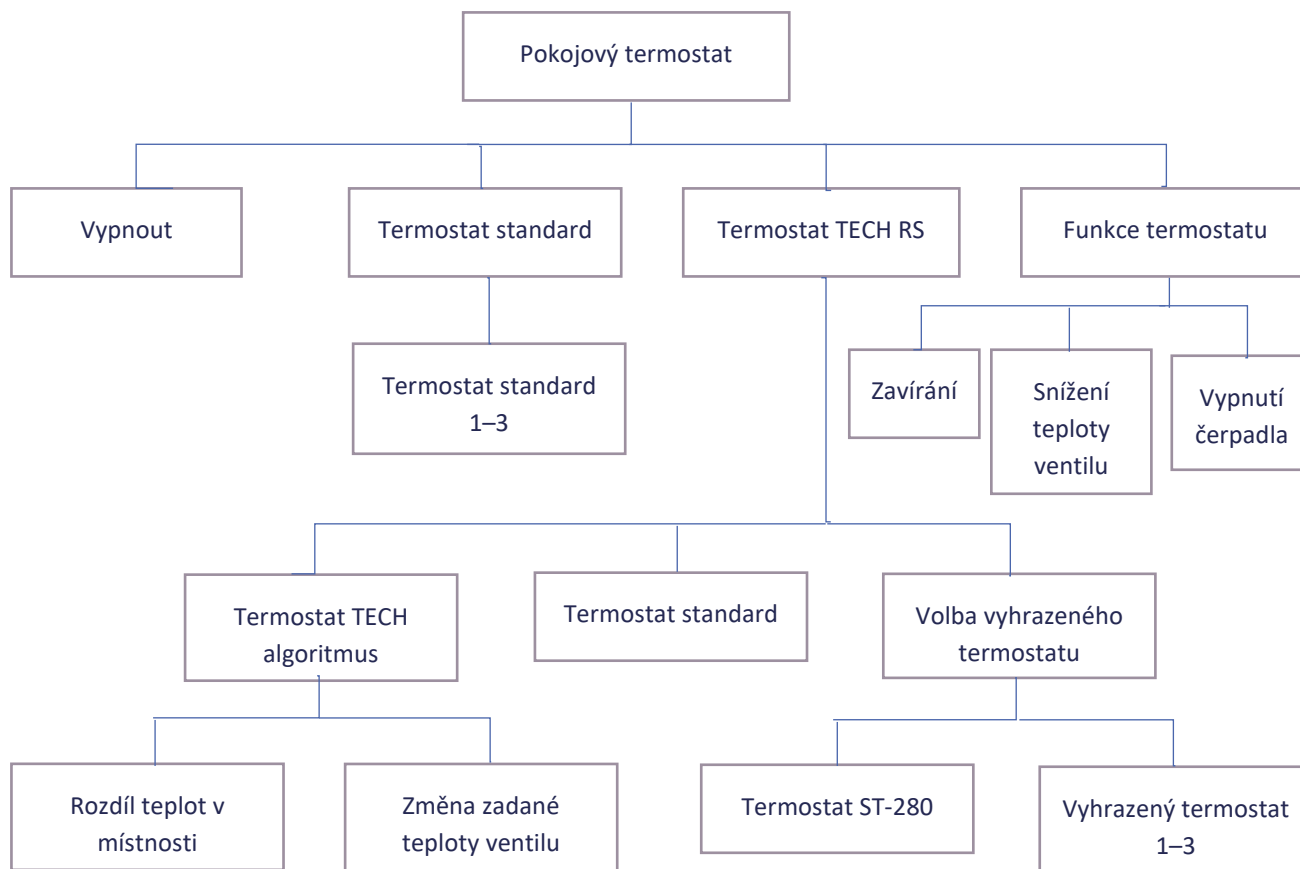 Pokojový termostat
Vypnout
Termostat standard
Termostat TECH RS
Funkce termostatu
Termostat standard
1–3
Zavírání
Snížení
teploty
ventilu
Vypnutí
čerpadla
Termostat TECH
algoritmus
Termostat standard
Volba vyhrazeného
termostatu
Rozdíl teplot v
místnosti
Změna zadané
teploty ventilu
Termostat ST-280
Vyhrazený termostat
1–3